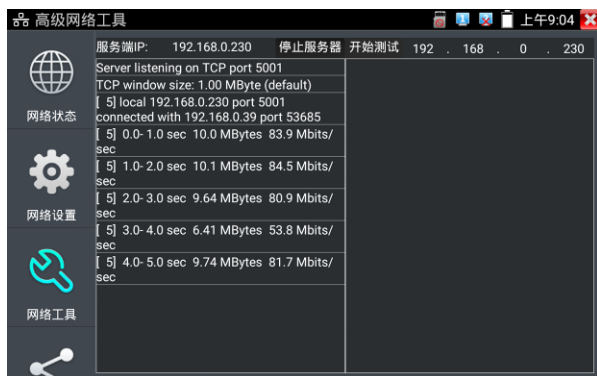 高级网络工具
上午9:04
服务端IP: 192.168.0.230 停止服务器 开始测试 192 . 168 . 0 . 230
网络状态
网络设置
网络工具
Server listening on TCP port 5001
TCP window size: 1.00 MByte (default)
[ 5] local 192.168.0.230 port 5001
connected with 192.168.0.39 port 53685
[ 5] 0.0- 1.0 sec 10.0 MBytes 83.9 Mbits/
sec
[ 5] 1.0- 2.0 sec 10.1 MBytes 84.5 Mbits/
sec
[ 5] 2.0- 3.0 sec 9.64 MBytes 80.9 Mbits/
sec
[ 5] 3.0- 4.0 sec 6.41 MBytes 53.8 Mbits/
sec
[ 5] 4.0- 5.0 sec 9.74 MBytes 81.7 Mbits/
sec